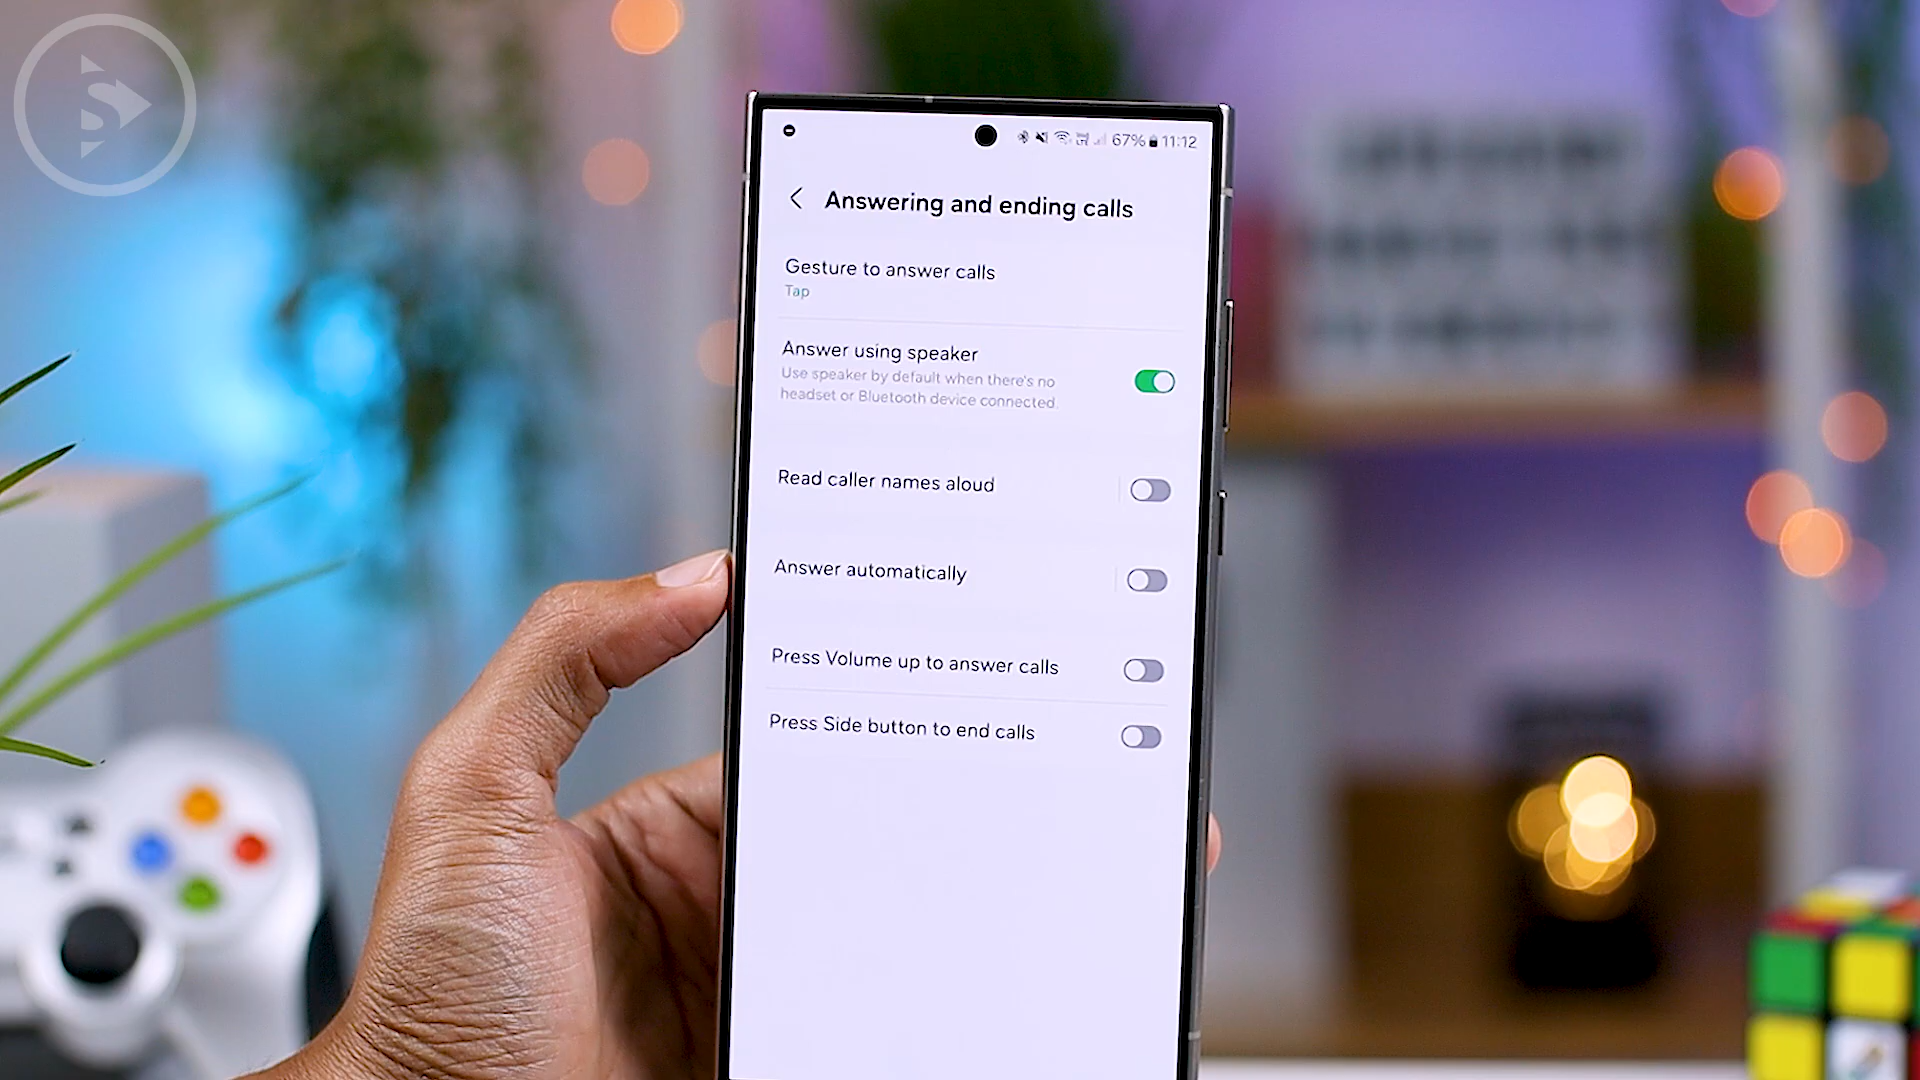 S
67% 11:12
Answering and ending calls
Gesture to answer calls
Tap
Answer using speaker
Use speaker by default when there's no
headset or Bluetooth device connected.
Read caller names aloud
Answer automatically
Press Volume up to answer calls
Press Side button to end calls